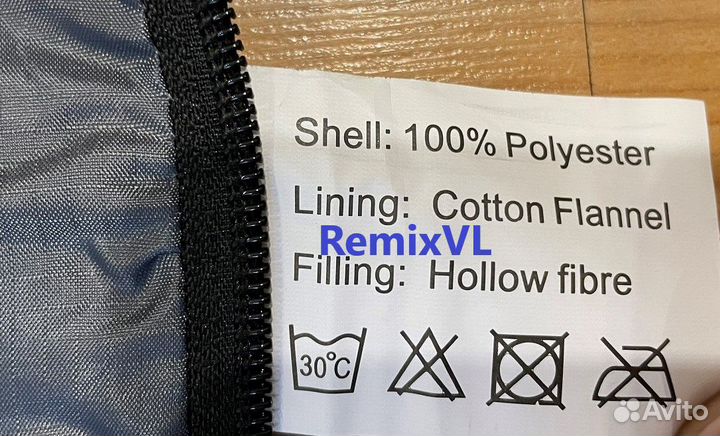 Shell: 100% Polyester
Lining: Cotton Flannel
RemixVL
Filling: Hollow fibre
30°C
Avito